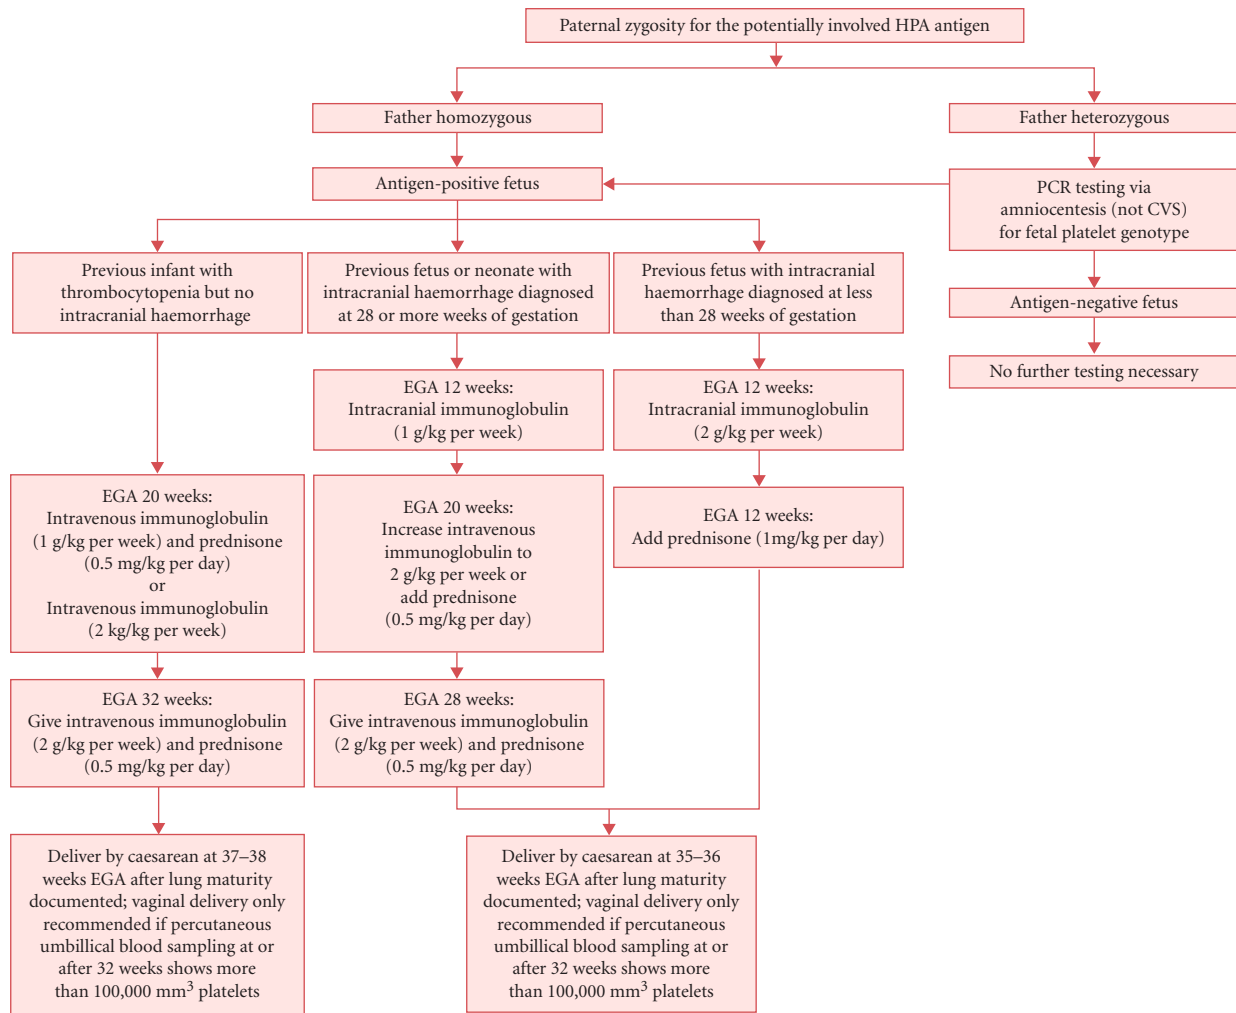 Paternal zygosity for the potentially involved HPA antigen
Father homozygous
Father heterozygous
Antigen-positive fetus
PCR testing via
amniocentesis (not CVS)
for fetal platelet genotype
Previous infant with
thrombocytopenia but no
intracranial haemorrhage
Previous fetus or neonate with
intracranial haemorrhage diagnosed
at 28 or more weeks of gestation
Previous fetus with intracranial
haemorrhage diagnosed at less
than 28 weeks of gestation
Antigen-negative fetus
No further testing necessary
EGA 12 weeks:
Intracranial immunoglobulin
(1 g/kg per week)
EGA 12 weeks:
Intracranial immunoglobulin
(2 g/kg per week)
EGA 20 weeks:
Intravenous immunoglobulin
(1 g/kg per week) and prednisone
(0.5 mg/kg per day)
or
Intravenous immunoglobulin
(2 kg/kg per week)
EGA 20 weeks:
Increase intravenous
immunoglobulin to
2 g/kg per week or
add prednisone
(0.5 mg/kg per day)
EGA 12 weeks:
Add prednisone (1mg/kg per day)
EGA 32 weeks:
Give intravenous immunoglobulin
(2 g/kg per week) and prednisone
(0.5 mg/kg per day)
EGA 28 weeks:
Give intravenous immunoglobulin
(2 g/kg per week) and prednisone
(0.5 mg/kg per day)
Deliver by caesarean at 37–38
weeks EGA after lung maturity
documented; vaginal delivery only
recommended if percutaneous
umbillical blood sampling at or
after 32 weeks shows more
than 100,000 mm³ platelets
Deliver by caesarean at 35–36
weeks EGA after lung maturity
documented; vaginal delivery only
recommended if percutaneous
umbillical blood sampling at or
after 32 weeks shows more
than 100,000 mm³ platelets